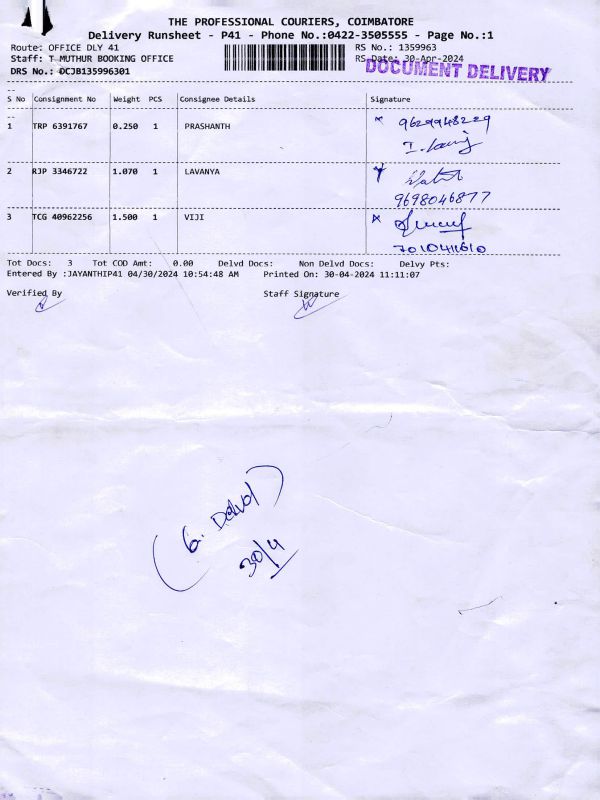 THE PROFESSIONAL COURIERS, COIMBATORE
Delivery Runsheet - P41 - Phone No.:0422-3505555 - Page No.:1
Route: OFFICE DLY 41 RS No.: 1359963
Staff: T MUTHUR BOOKING OFFICE RS Date: 30-Apr-2024
DRS No.: DCJB135996301 DOCUMENT DELIVERY
S No Consignment No Weight PCS Consignee Details Signature
1 TRP 6391767 0.250 1 PRASHANTH 9629948229
2 RJP 3346722 1.070 1 LAVANYA
9698046877
3 TCG 40962256 1.500 1 VIJI
7010411610
Tot Docs: 3 Tot COD Amt: 0.00 Delvd Docs: Non Delvd Docs: Delvy Pts:
Entered By :JAYANTHIP41 04/30/2024 10:54:48 AM Printed On: 30-04-2024 11:11:07
Verified By Staff Signature
30/4